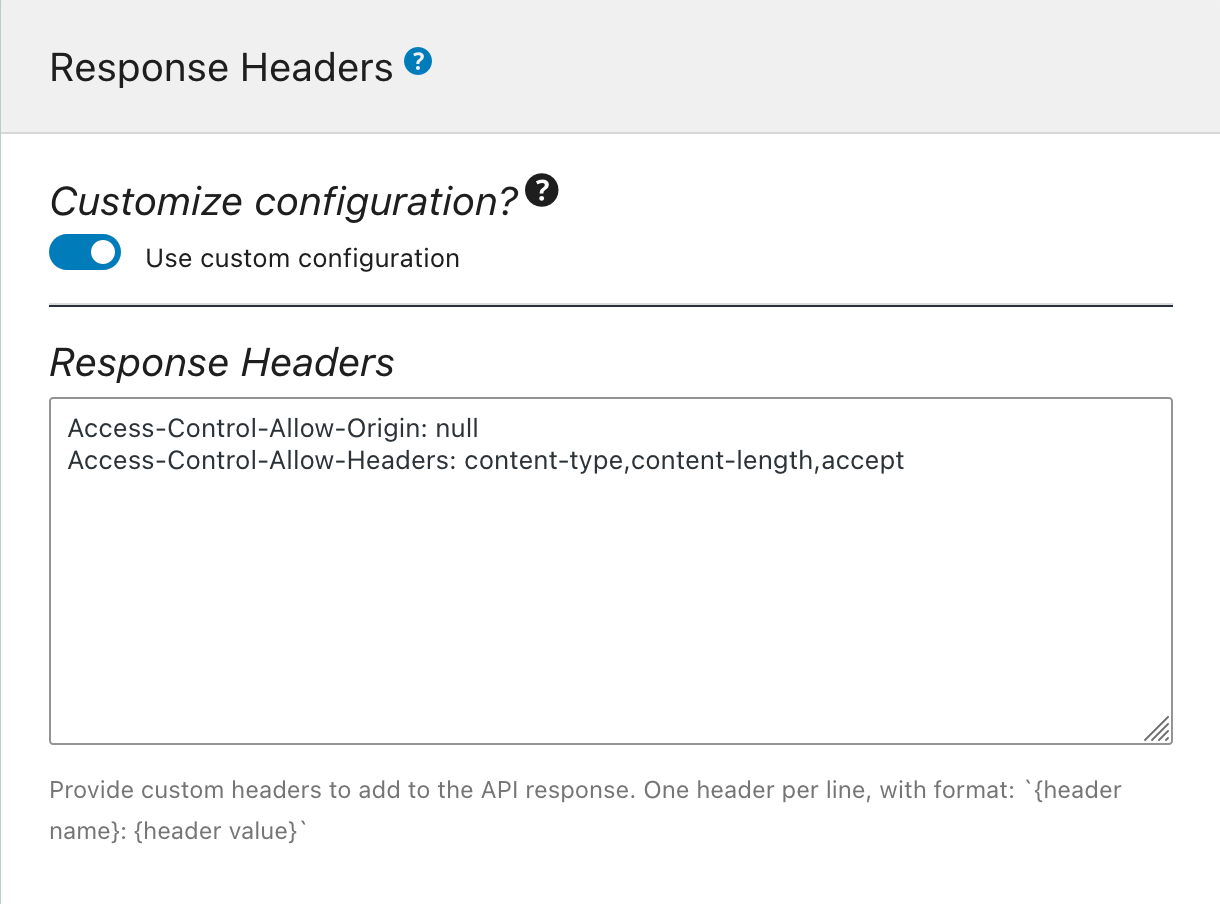 Response Headers ?
Customize configuration? ?
Use custom configuration
Response Headers
Access-Control-Allow-Origin: null
Access-Control-Allow-Headers: content-type,content-length,accept
Provide custom headers to add to the API response. One header per line, with format: `{header
name}: {header value}`